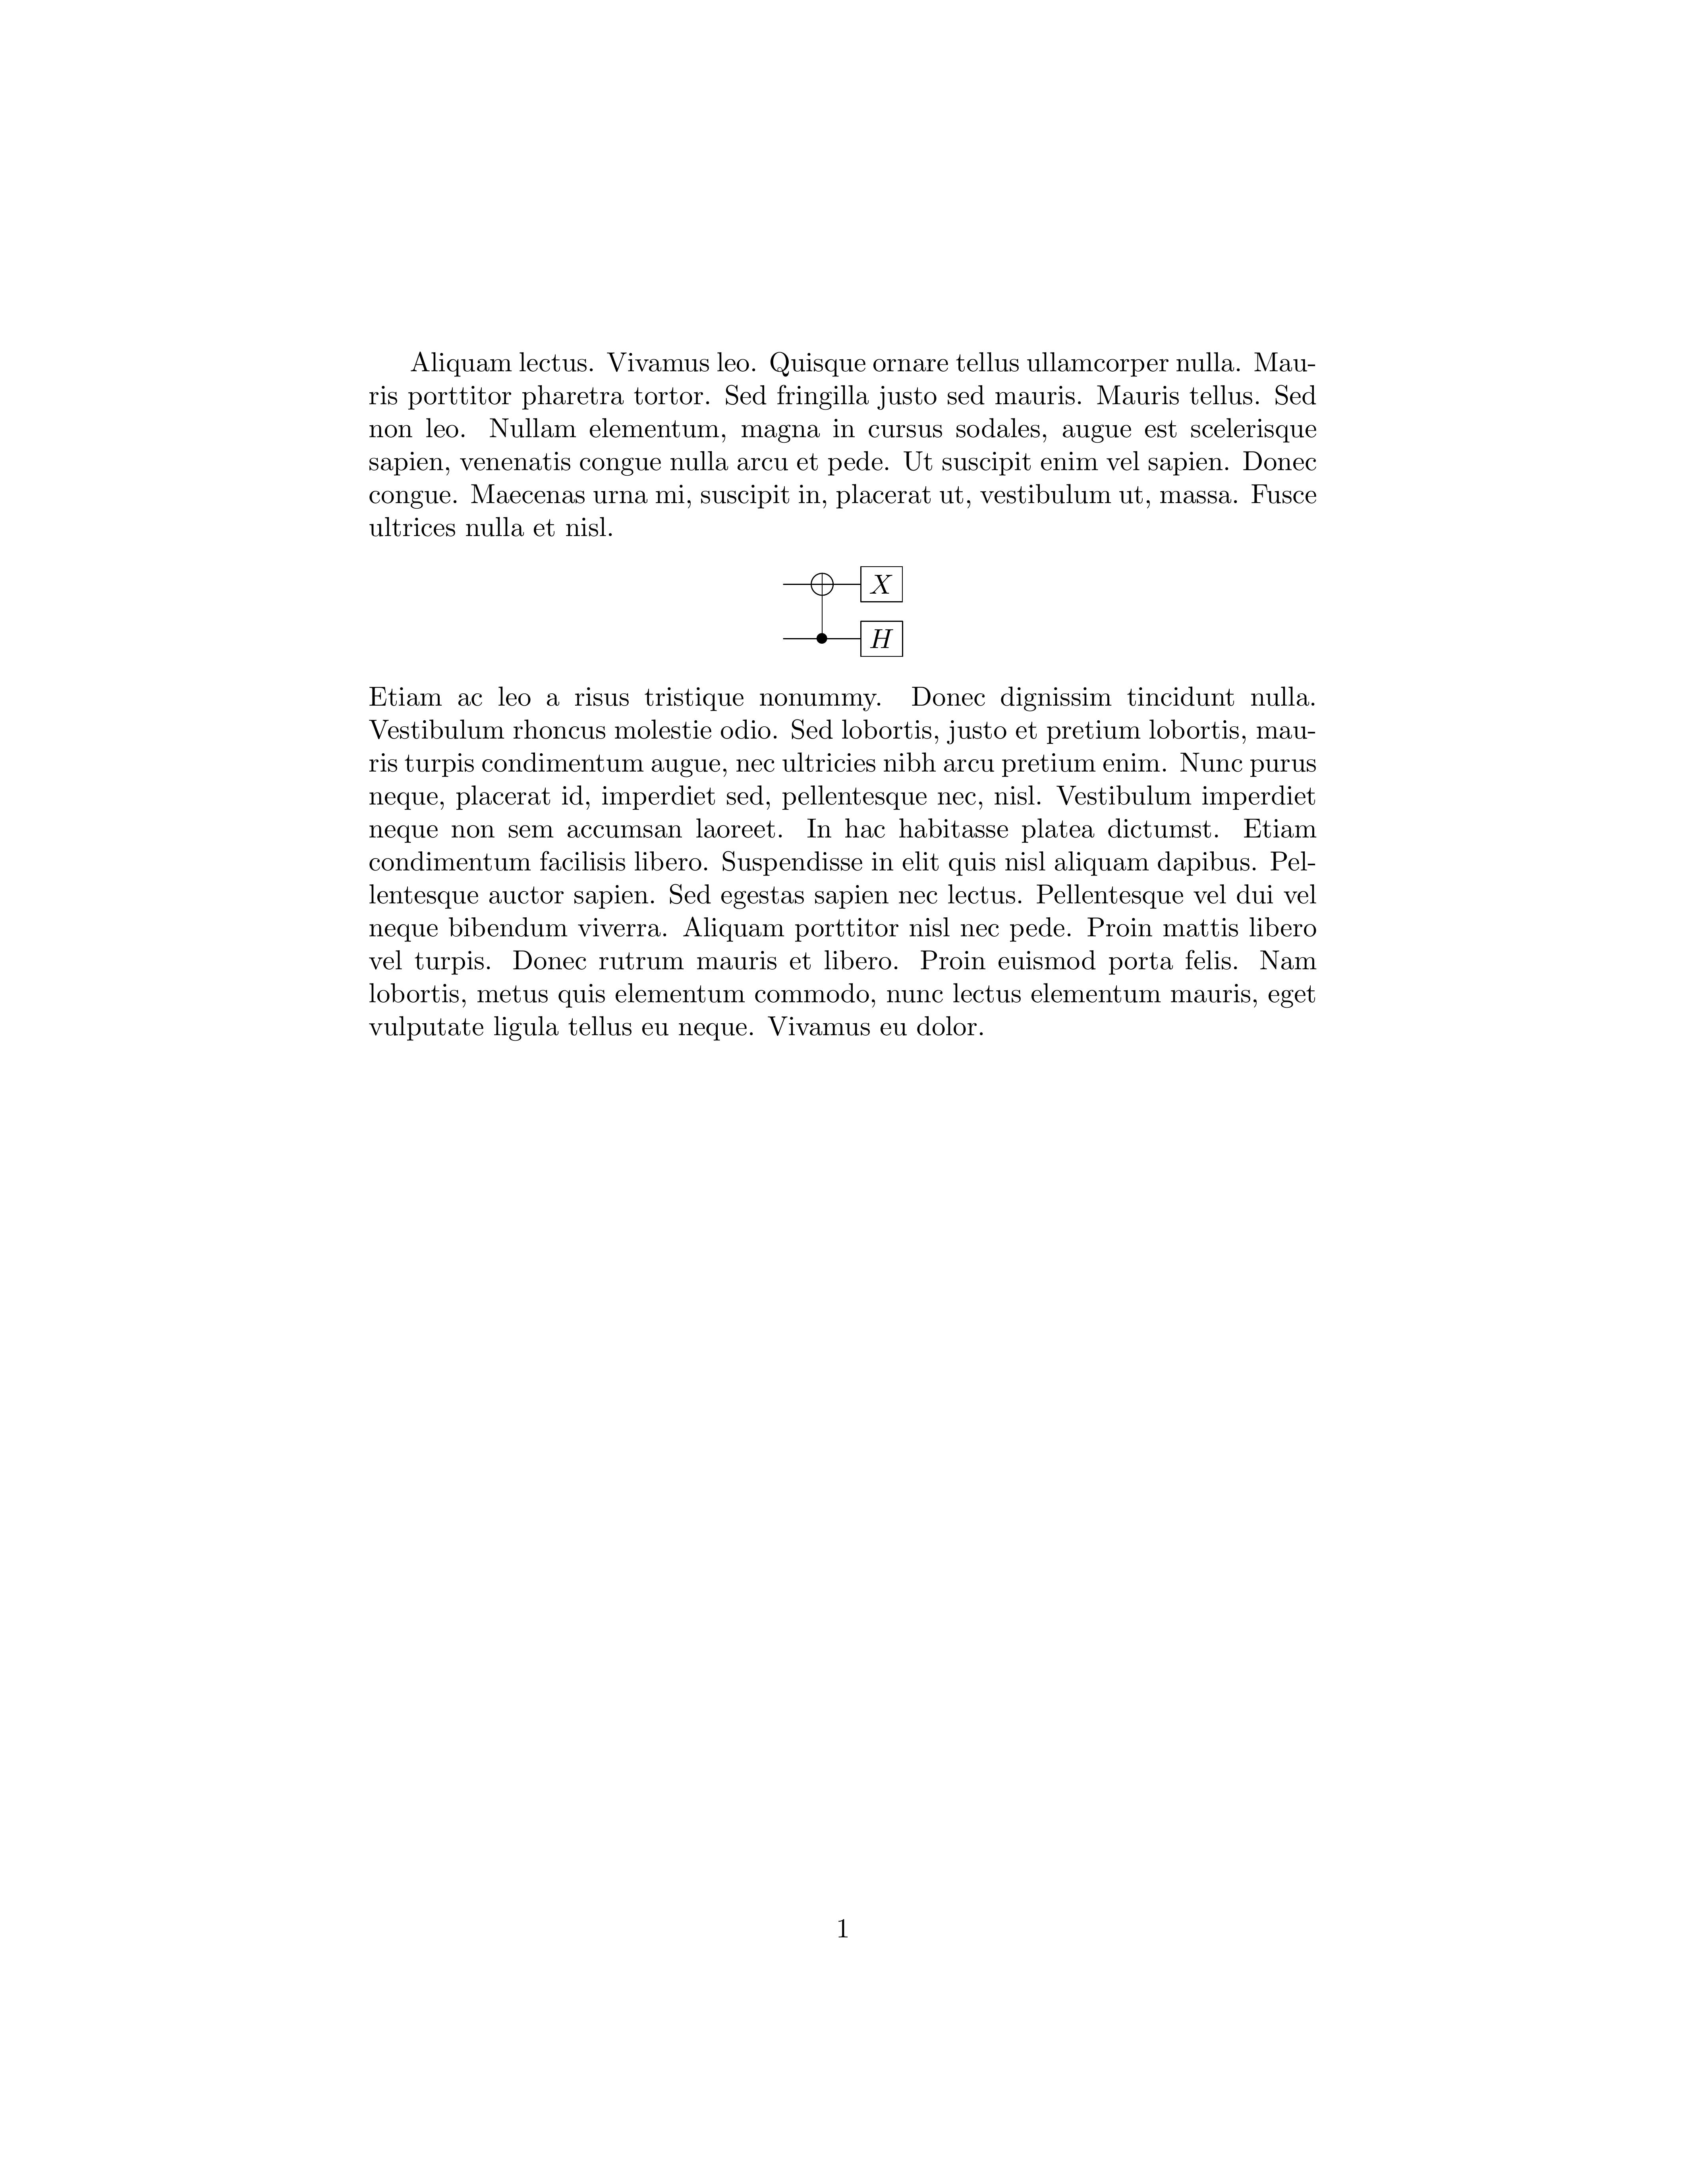 Aliquam lectus. Vivamus leo. Quisque ornare tellus ullamcorper nulla. Mau-
ris porttitor pharetra tortor. Sed fringilla justo sed mauris. Mauris tellus. Sed
non leo. Nullam elementum, magna in cursus sodales, augue est scelerisque
sapien, venenatis congue nulla arcu et pede. Ut suscipit enim vel sapien. Donec
congue. Maecenas urna mi, suscipit in, placerat ut, vestibulum ut, massa. Fusce
ultrices nulla et nisl.
X
H
Etiam ac leo a risus tristique nonummy. Donec dignissim tincidunt nulla.
Vestibulum rhoncus molestie odio. Sed lobortis, justo et pretium lobortis, mau-
ris turpis condimentum augue, nec ultricies nibh arcu pretium enim. Nunc purus
neque, placerat id, imperdiet sed, pellentesque nec, nisl. Vestibulum imperdiet
neque non sem accumsan laoreet. In hac habitasse platea dictumst. Etiam
condimentum facilisis libero. Suspendisse in elit quis nisl aliquam dapibus. Pel-
lentesque auctor sapien. Sed egestas sapien nec lectus. Pellentesque vel dui vel
neque bibendum viverra. Aliquam porttitor nisl nec pede. Proin mattis libero
vel turpis. Donec rutrum mauris et libero. Proin euismod porta felis. Nam
lobortis, metus quis elementum commodo, nunc lectus elementum mauris, eget
vulputate ligula tellus eu neque. Vivamus eu dolor.
1